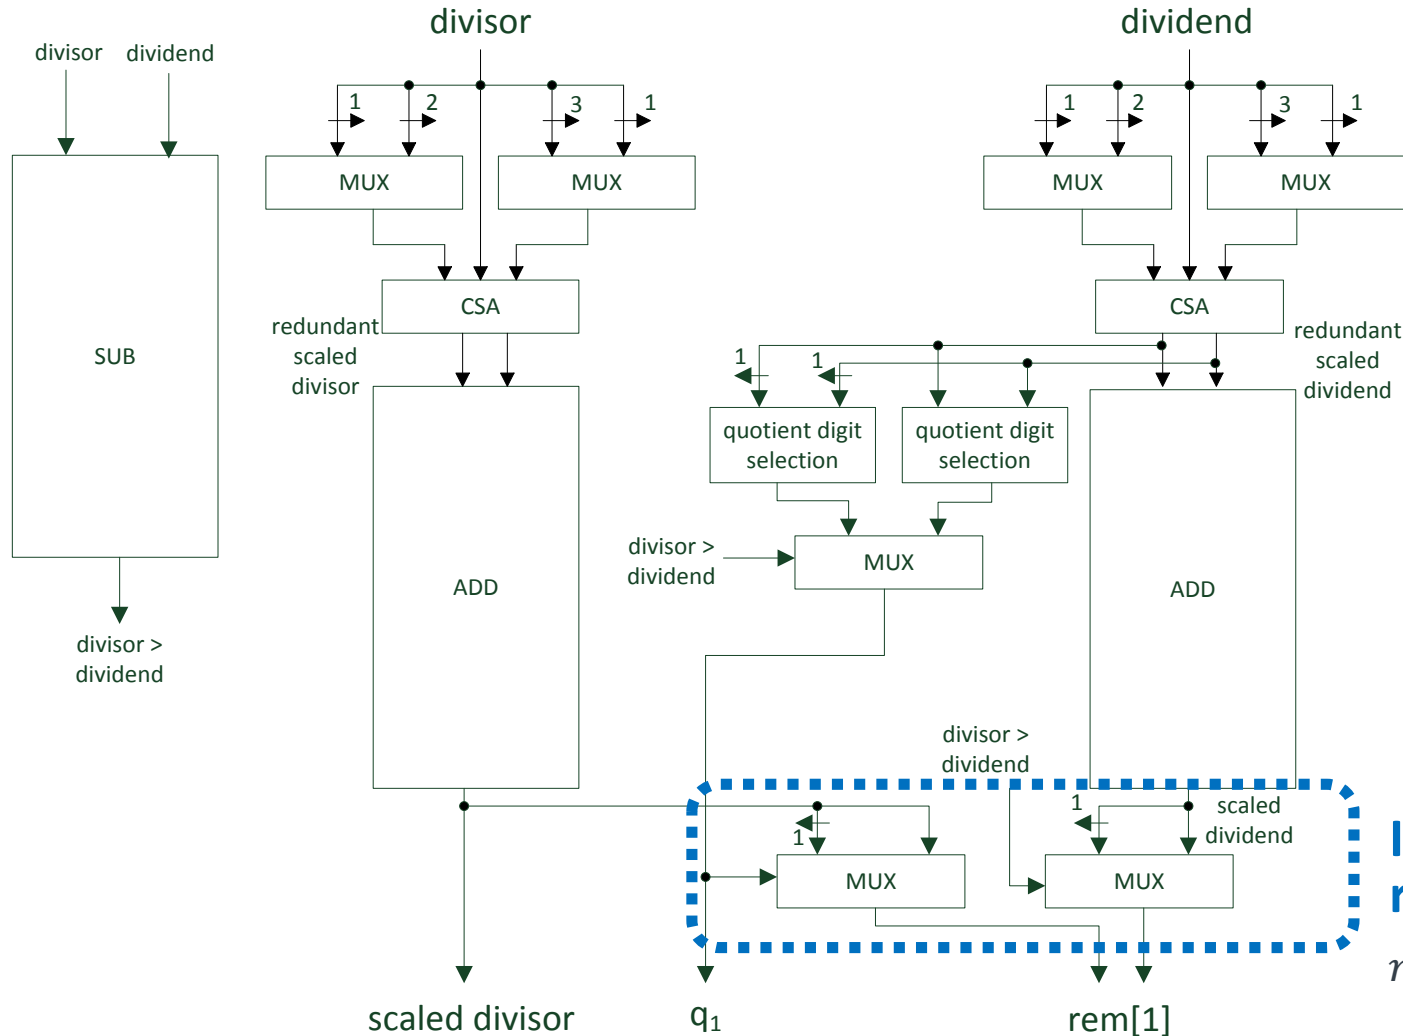 divisor
dividend
divisor
dividend
1
2
3
1
1
2
3
1
MUX
MUX
MUX
MUX
CSA
CSA
redundant
scaled
divisor
redundant
scaled
dividend
SUB
1
1
quotient digit
selection
quotient digit
selection
divisor >
dividend
MUX
ADD
ADD
divisor >
dividend
divisor >
dividend
1
1
scaled
dividend
MUX
MUX
scaled divisor
q₁
rem[1]